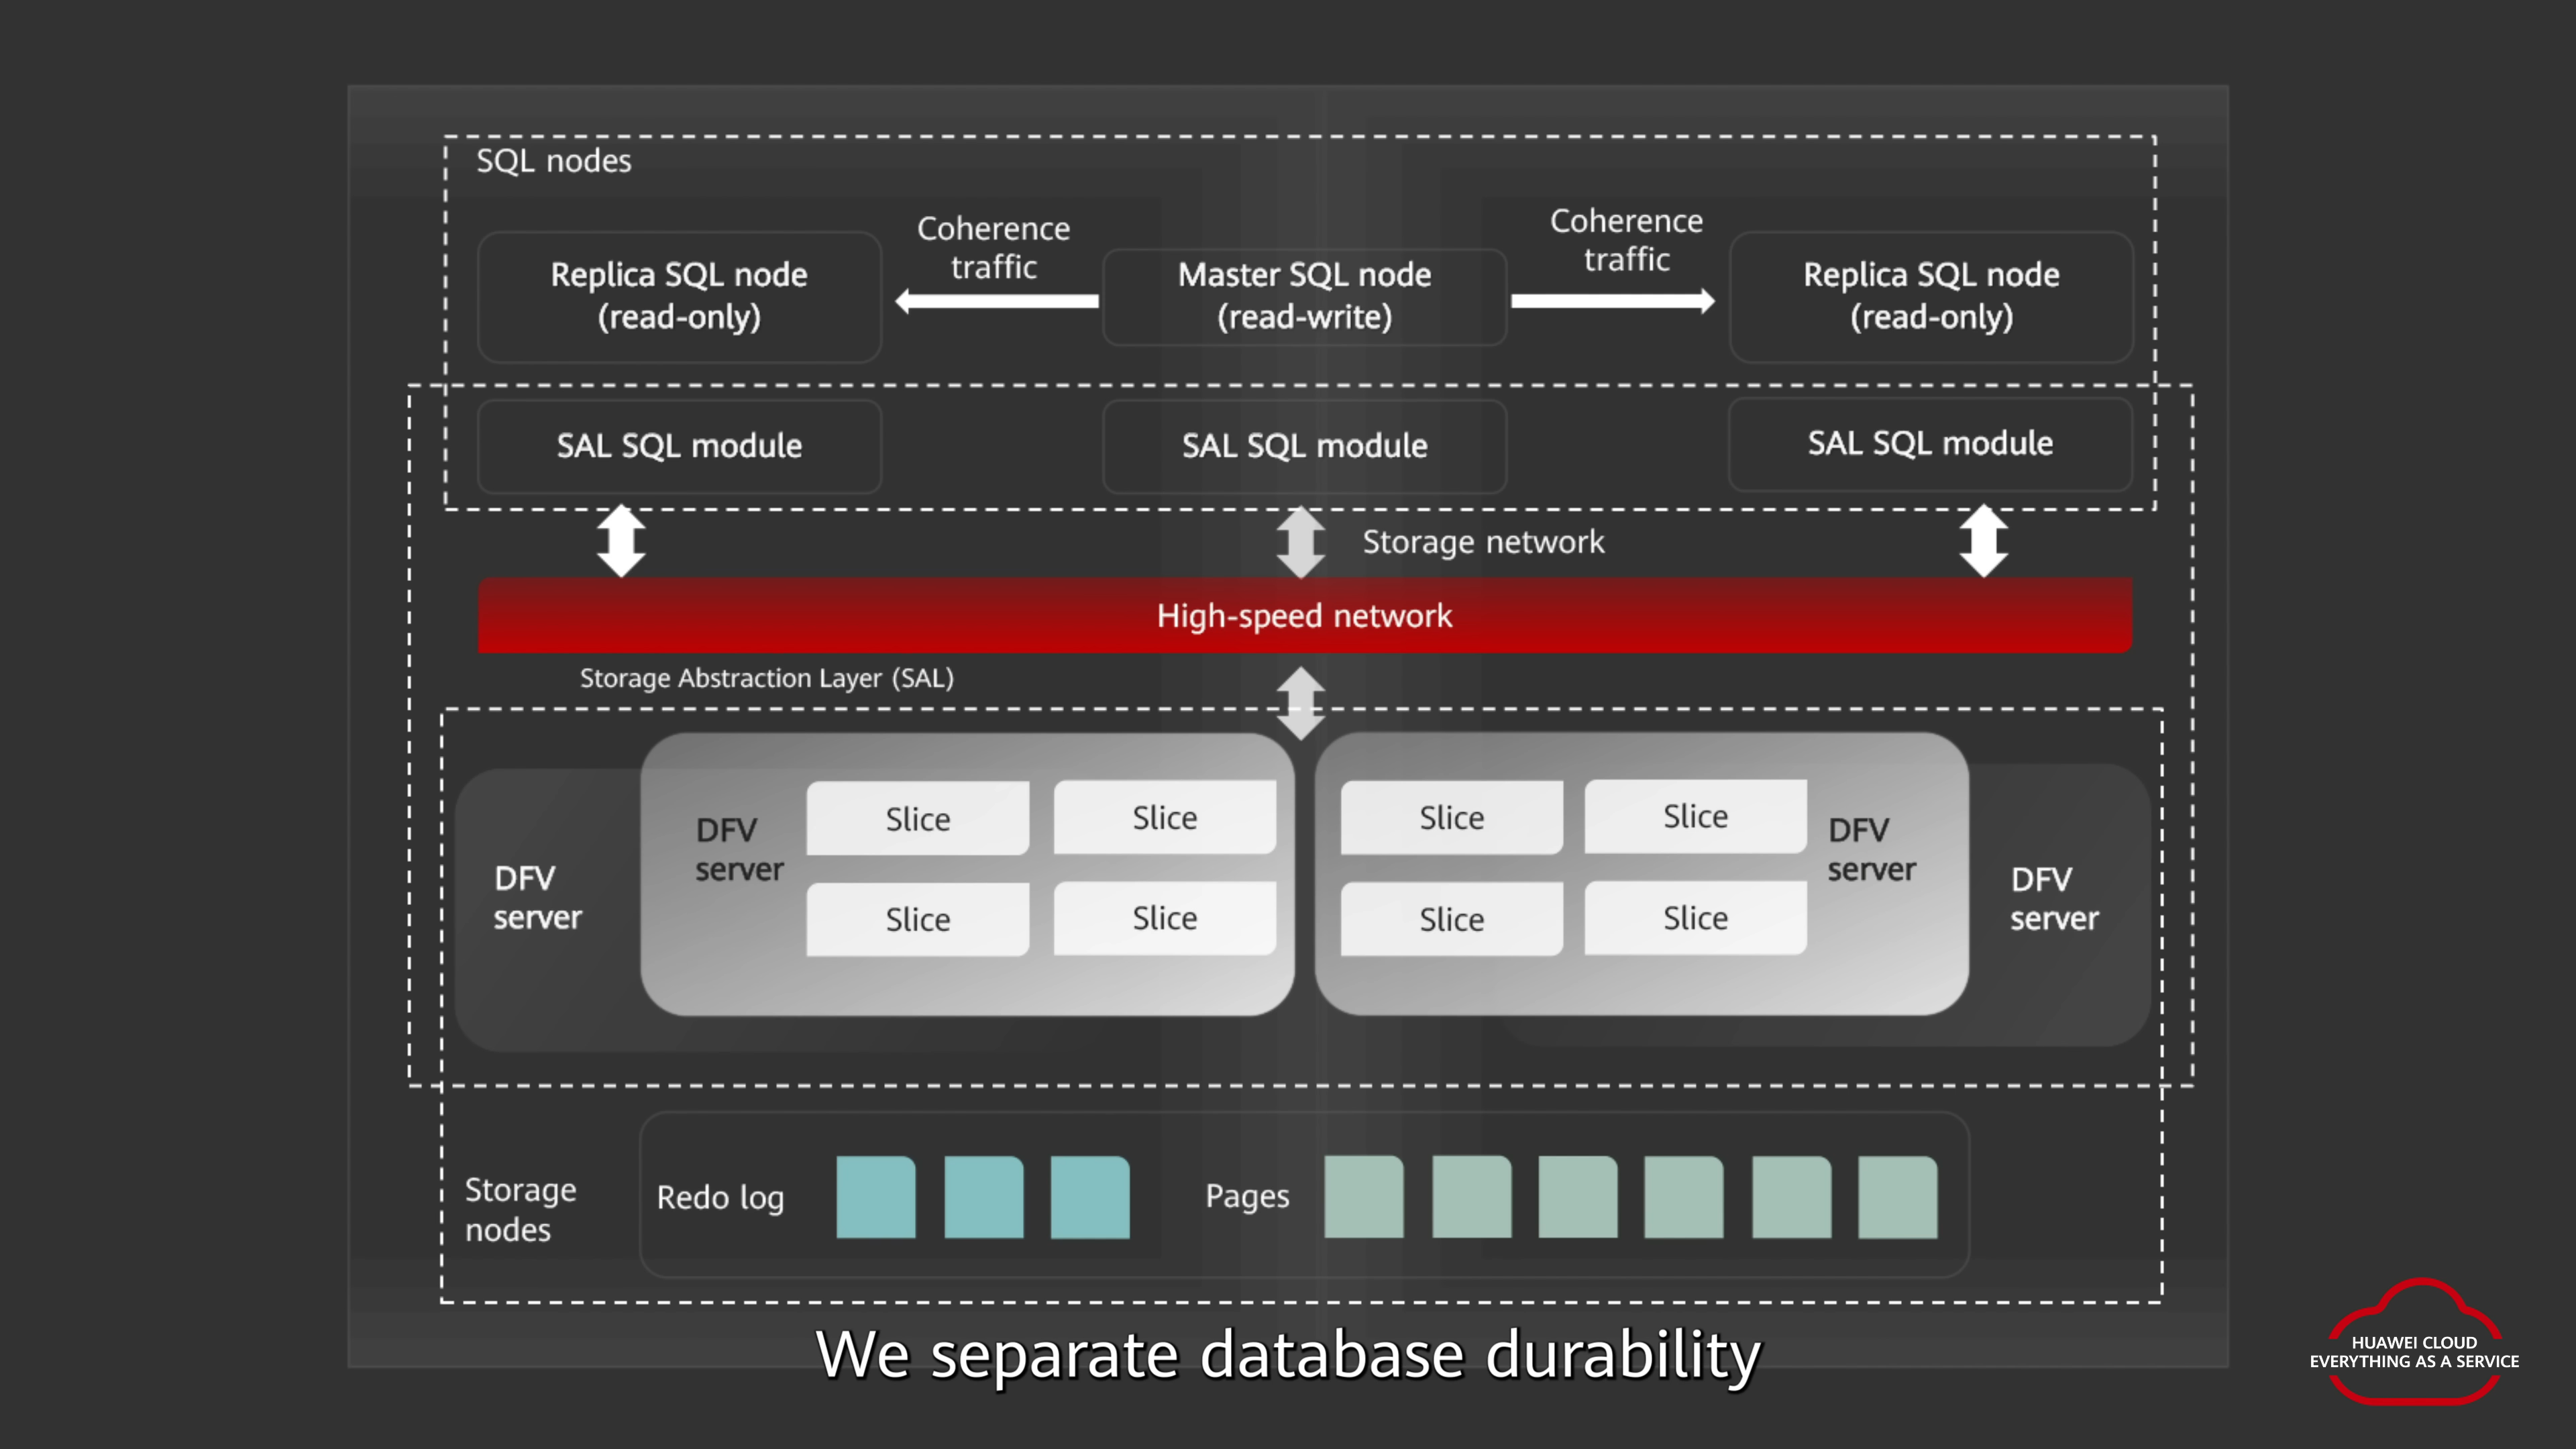 SQL nodes
Coherence
traffic
Coherence
traffic
Replica SQL node
(read-only)
Master SQL node
(read-write)
Replica SQL node
(read-only)
SAL SQL module
SAL SQL module
SAL SQL module
Storage network
High-speed network
Storage Abstraction Layer (SAL)
DFV
server
DFV
server
Slice
Slice
Slice
Slice
Slice
Slice
Slice
Slice
DFV
server
DFV
server
Storage
nodes
Redo log
Pages
We separate database durability
HUAWEI CLOUD
EVERYTHING AS A SERVICE